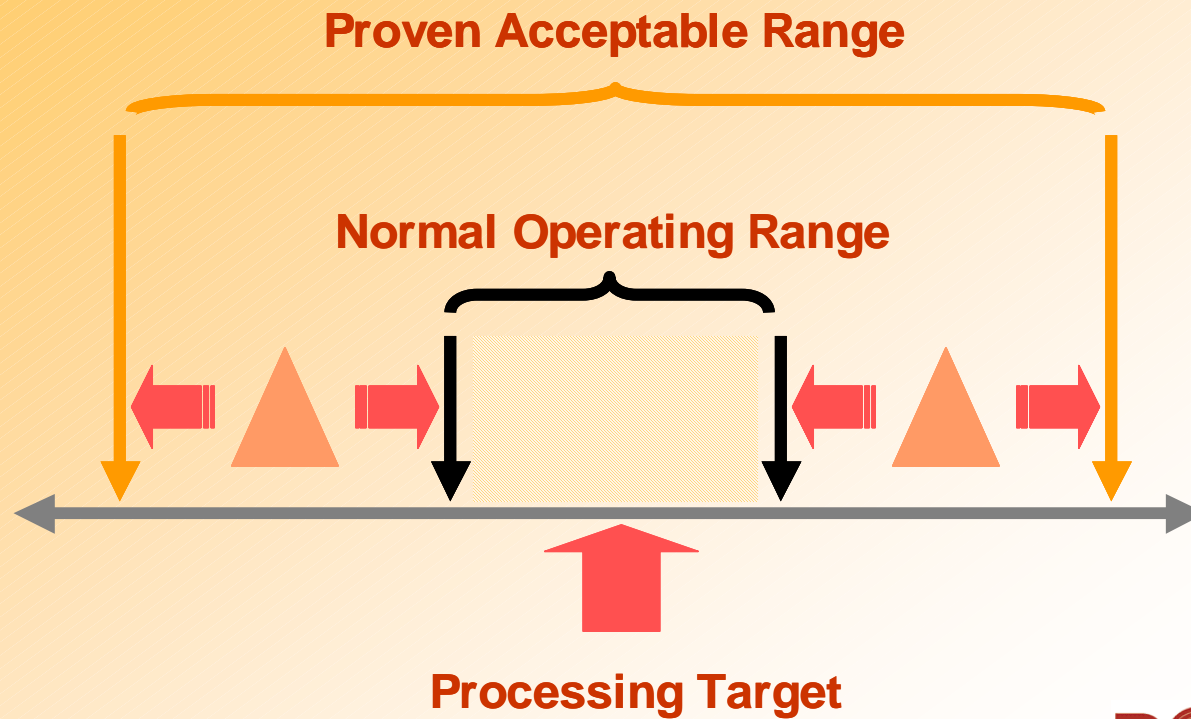 Proven Acceptable Range
Normal Operating Range
Processing Target